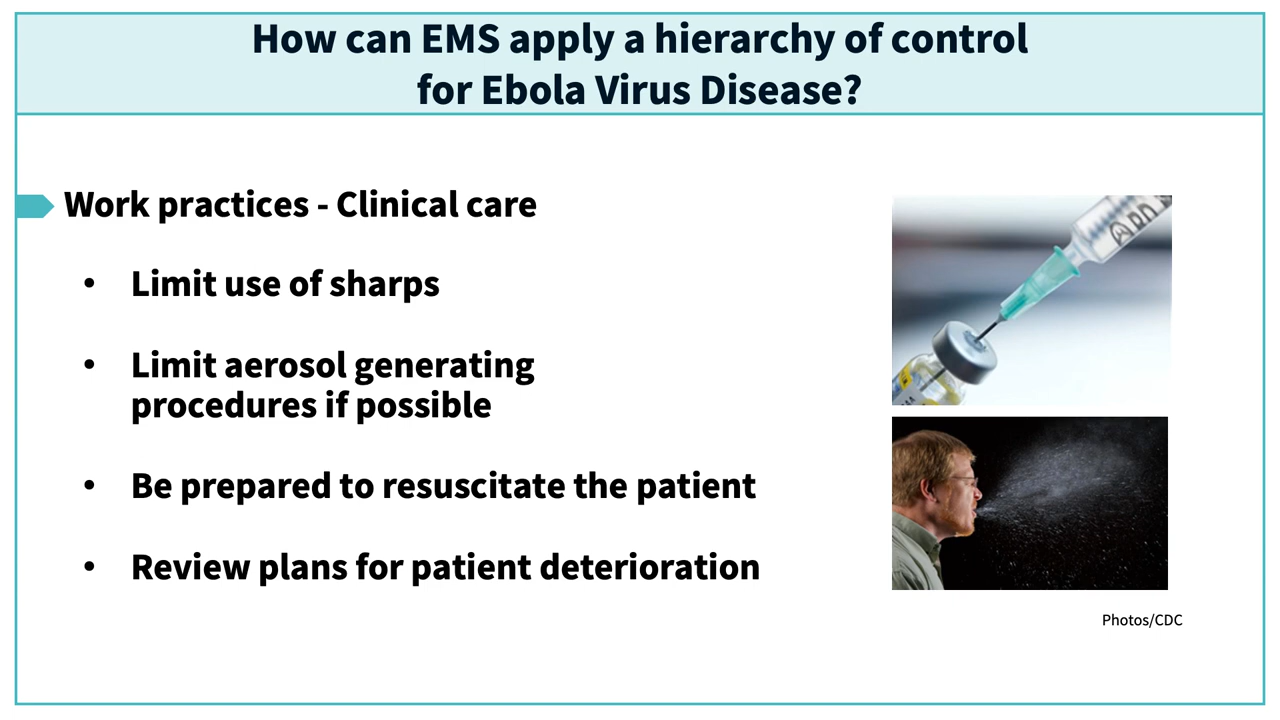 How can EMS apply a hierarchy of control
for Ebola Virus Disease?
Work practices - Clinical care
• Limit use of sharps
• Limit aerosol generating
procedures if possible
• Be prepared to resuscitate the patient
• Review plans for patient deterioration
Photos/CDC